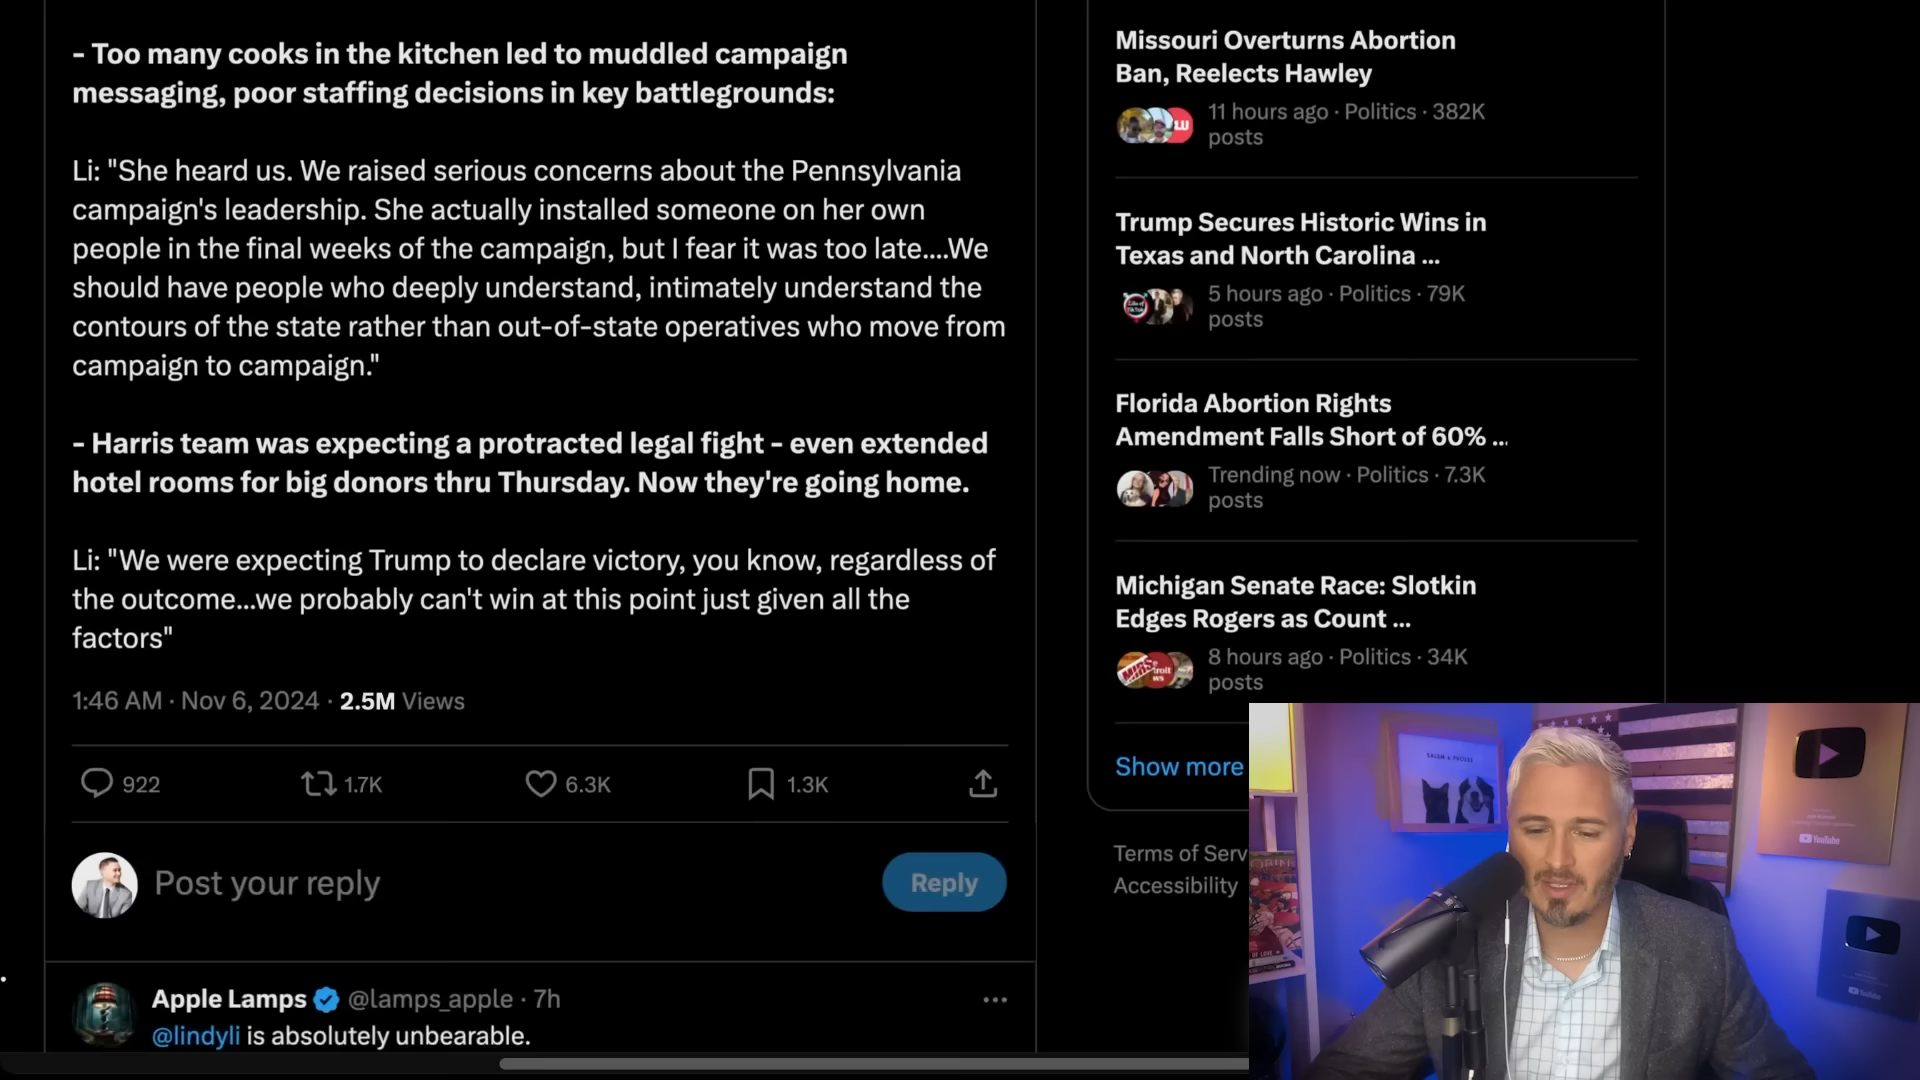 - Too many cooks in the kitchen led to muddled campaign
messaging, poor staffing decisions in key battlegrounds:
Li: "She heard us. We raised serious concerns about the Pennsylvania
campaign's leadership. She actually installed someone on her own
people in the final weeks of the campaign, but I fear it was too late....We
should have people who deeply understand, intimately understand the
contours of the state rather than out-of-state operatives who move from
campaign to campaign."
- Harris team was expecting a protracted legal fight - even extended
hotel rooms for big donors thru Thursday. Now they're going home.
Li: "We were expecting Trump to declare victory, you know, regardless of
the outcome...we probably can't win at this point just given all the
factors"
1:46 AM · Nov 6, 2024 · 2.5M Views
922 1.7K 6.3K 1.3K
Post your reply
Reply
Apple Lamps @lamps_apple · 7h
@lindyli is absolutely unbearable.
Missouri Overturns Abortion
Ban, Reelects Hawley
LU
11 hours ago · Politics · 382K
posts
Trump Secures Historic Wins in
Texas and North Carolina ...
5 hours ago · Politics · 79K
posts
Florida Abortion Rights
Amendment Falls Short of 60% ...
Trending now · Politics · 7.3K
posts
Michigan Senate Race: Slotkin
Edges Rogers as Count ...
8 hours ago · Politics · 34K
posts
Show more
Terms of Serv
Accessibility
SALEM & PHOEBE
YouTube
YouTube